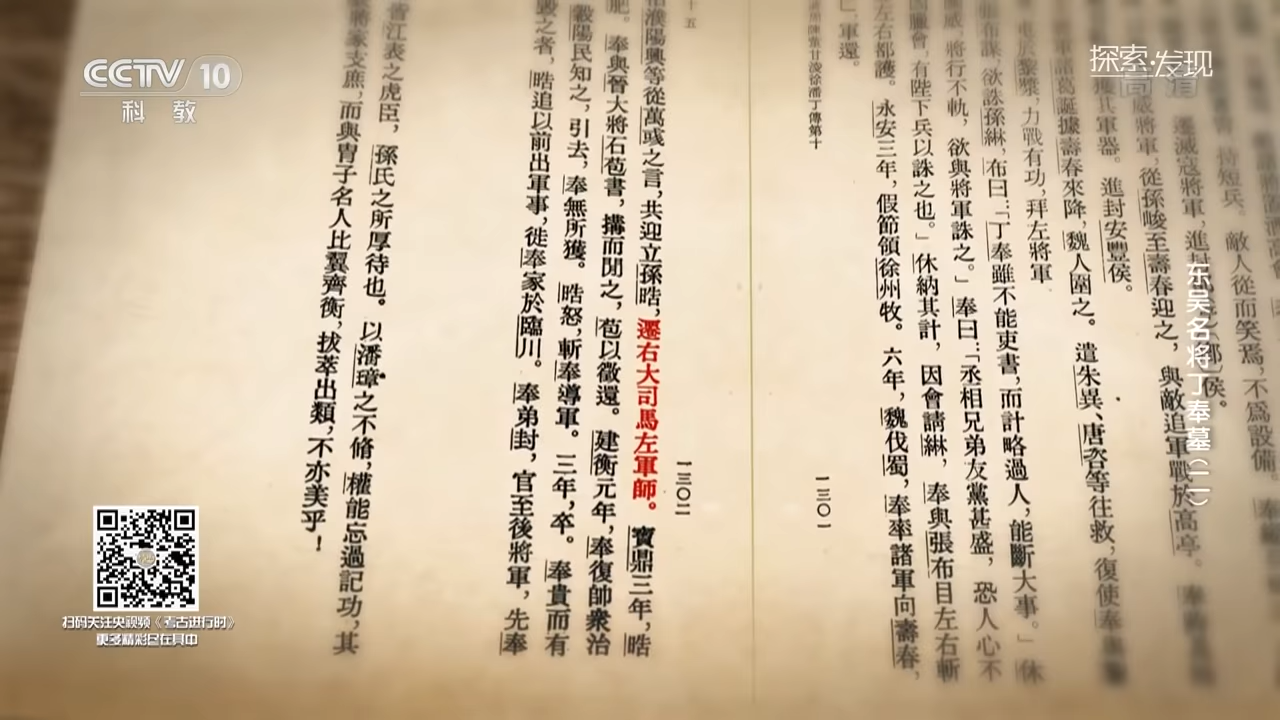 CCTV 10
科教
探索·发现
高清
东吴名将丁奉墓(二)
持短兵。敵人從而笑焉,不爲設備。
遷滅寇將軍,進封
威將軍,從孫峻至壽春迎之,與敵追軍戰於高亭。
獲其軍器。進封安豐侯。
諸葛誕據壽春來降,魏人圍之。遣朱異、唐咨等往救,復使奉
於黎漿,力戰有功,拜左將軍
布謀,欲誅孫綝,布曰:「丁奉雖不能吏書,而計略過人,能斷大事。」休
威,將行不軌,欲與將軍誅之。」奉曰:「丞相兄弟友黨甚盛,恐人心不
臘會,有陛下兵以誅之也。」休納其計,因會請綝,奉與張布目左右斬
左右都護。永安三年,假節領徐州牧。六年,魏伐蜀,奉率諸軍向壽春,
軍還。
甘淩徐潘丁傳第十
一三〇一
十五
一三〇二
濮陽興等從萬彧之言,共迎立孫晧,遷右大司馬左軍師。寶鼎三年,晧
肥。奉與晉大將石苞書,搆而閒之,苞以徵還。建衡元年,奉復帥衆治
穀陽民知之,引去,奉無所獲。晧怒,斬奉導軍。三年,卒。奉貴而有
毀之者,晧追以前出軍事,徙奉家於臨川。奉弟封,官至後將軍,先奉
江表之虎臣,孫氏之所厚待也。以潘璋之不脩,權能忘過記功,其
將家支庶,而與胄子名人比翼齊衡,拔萃出類,不亦美乎!
扫码关注央视频《考古进行时》
更多精彩尽在其中